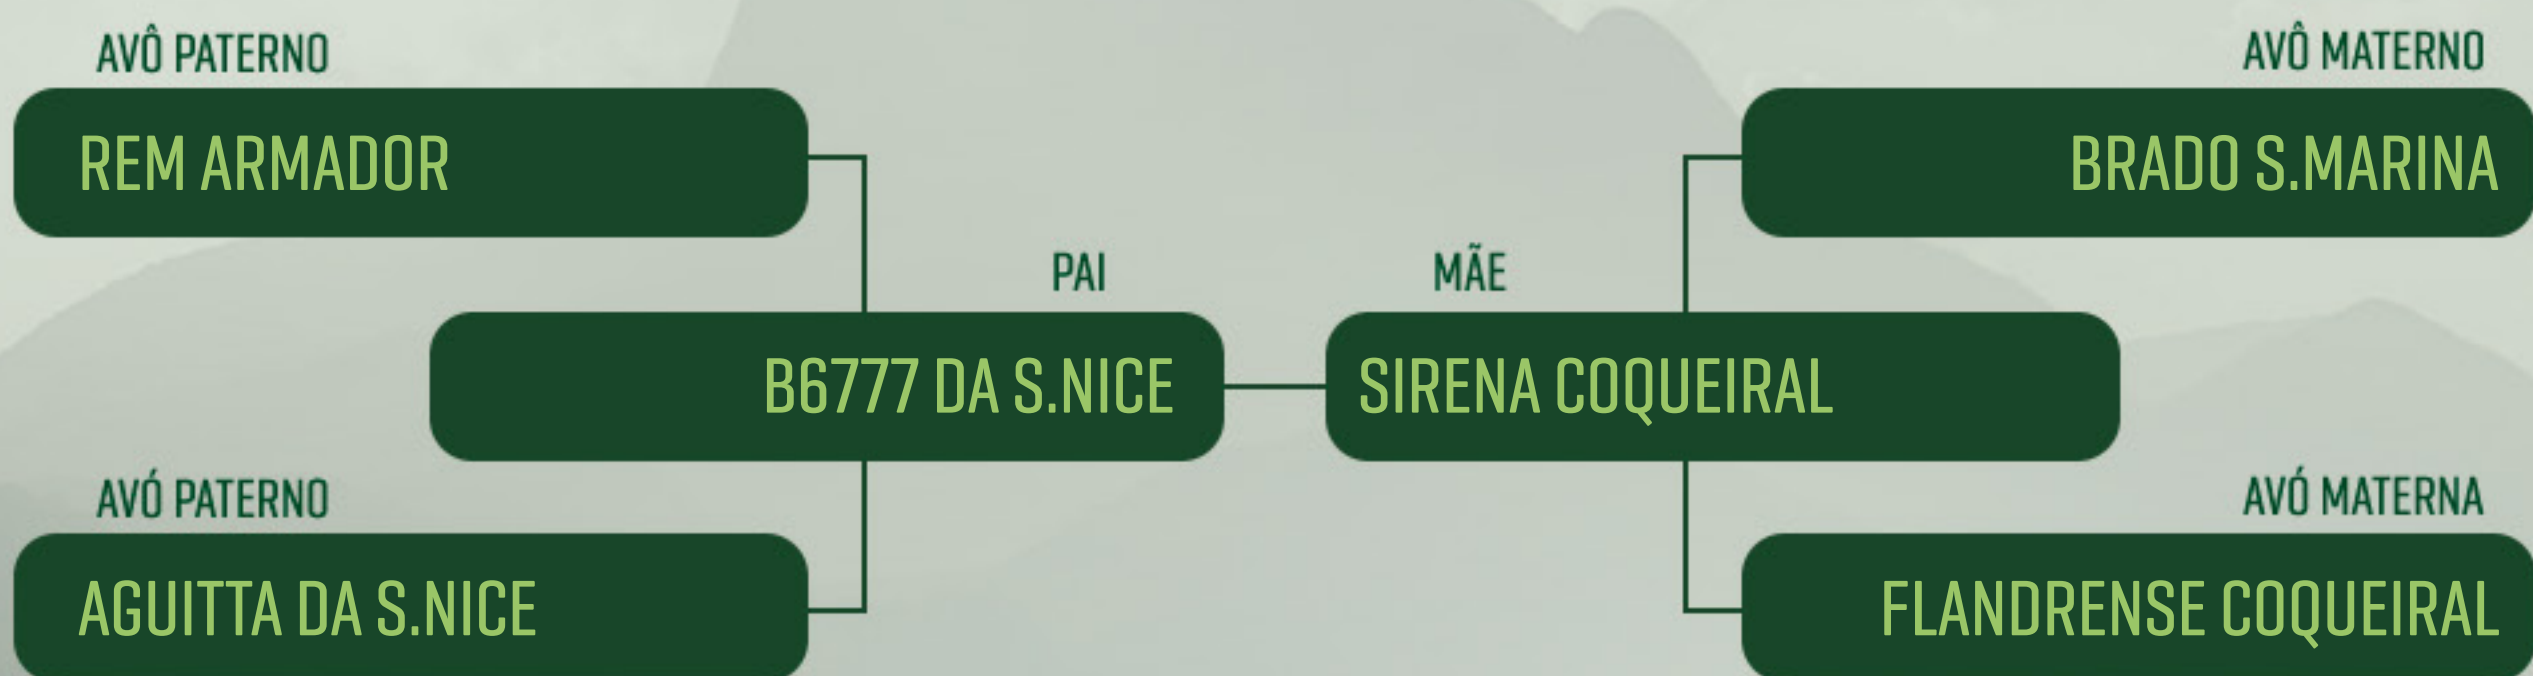 AVÔ PATERNO
AVÔ MATERNO
REM ARMADOR
BRADO S.MARINA
PAI
MÃE
B6777 DA S.NICE
SIRENA COQUEIRAL
AVÓ PATERNO
AVÓ MATERNA
AGUITTA DA S.NICE
FLANDRENSE COQUEIRAL